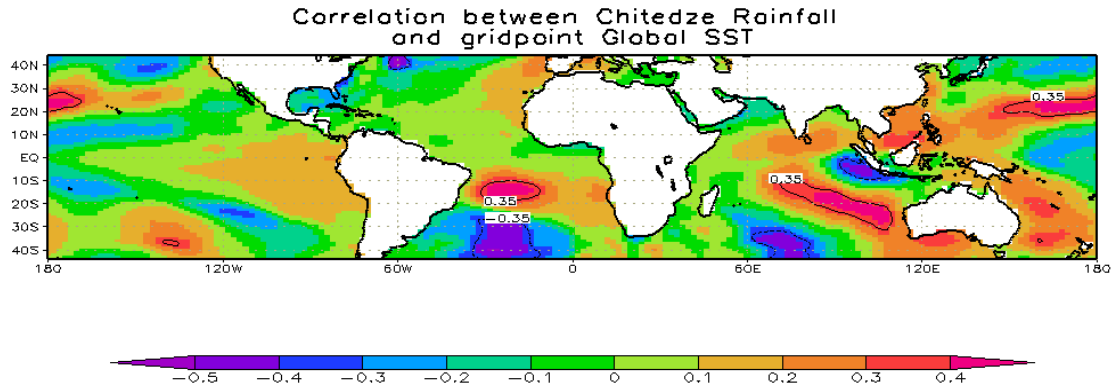 Correlation between Chitedze Rainfall
and gridpoint Global SST
40N
30N
0.35
20N
10N
EQ
10S
0.35
0.35
20S
-0.35
30S
40S
180 120W 60W 0 60E 120E 180
-0.5 -0.4 -0.3 -0.2 -0.1 0 0.1 0.2 0.3 0.4